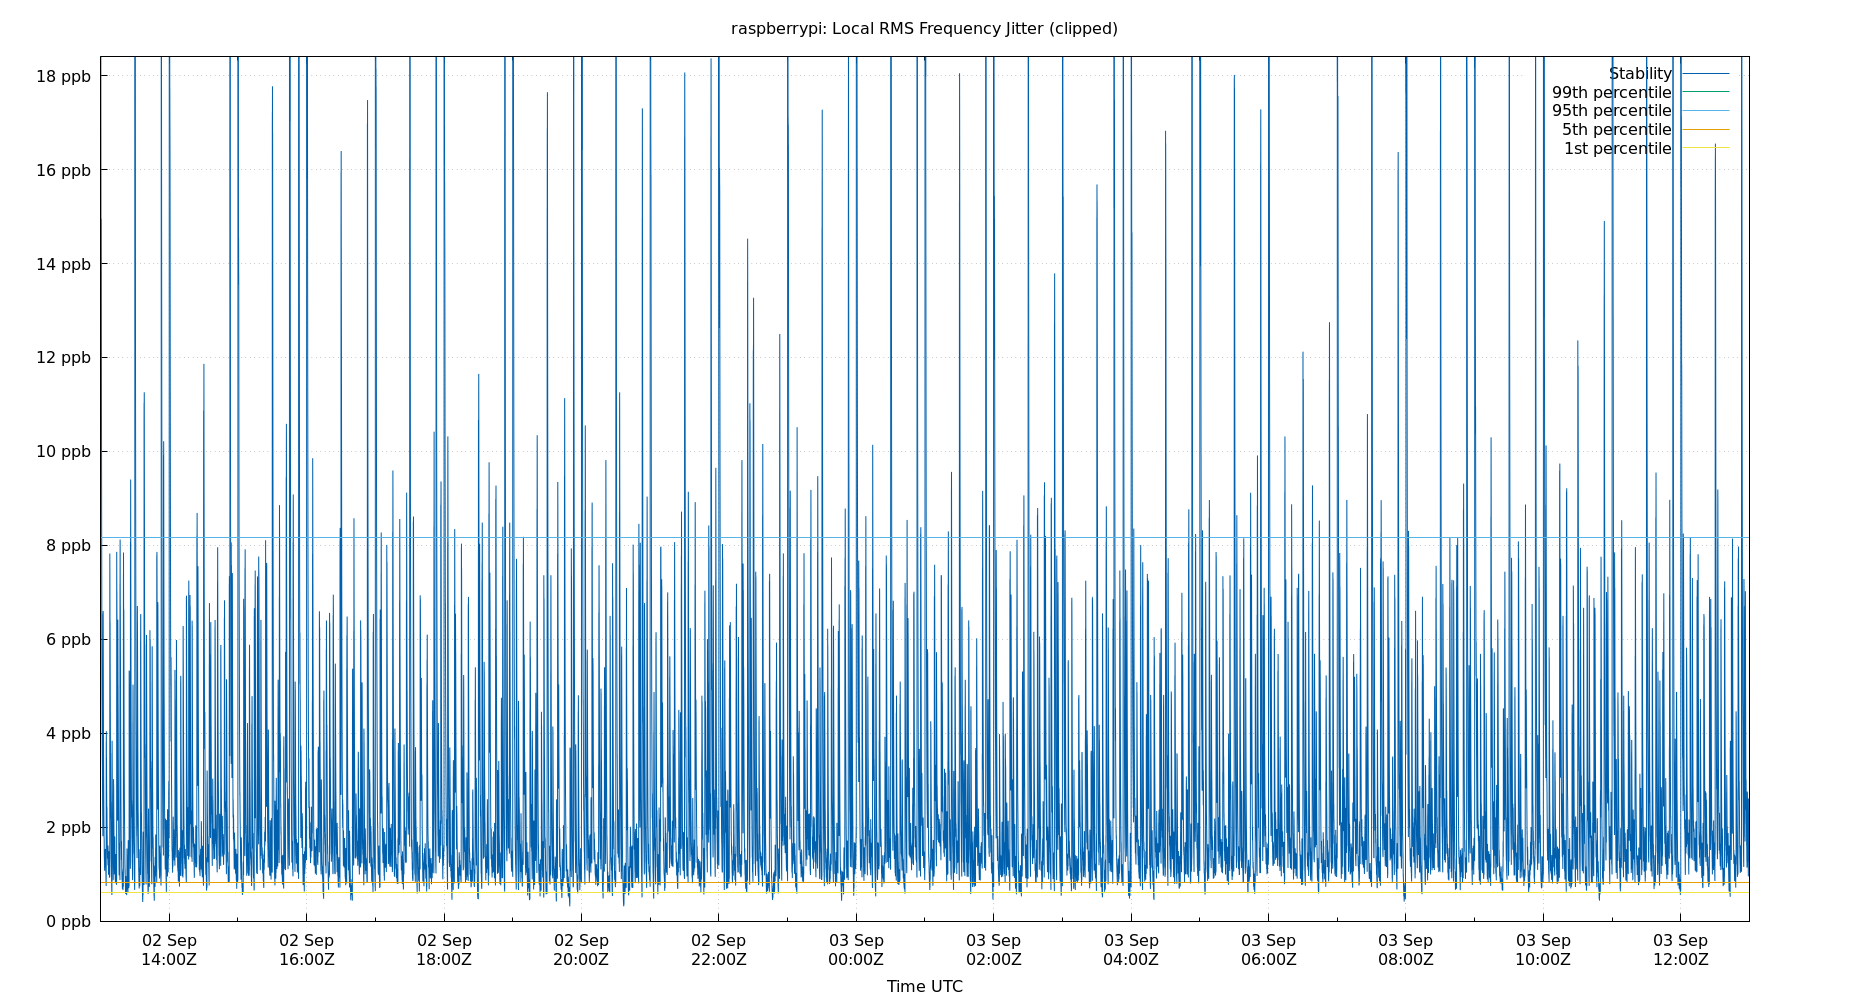 raspberrypi: Local RMS Frequency Jitter (clipped)
18 ppb
16 ppb
14 ppb
12 ppb
10 ppb
8 ppb
6 ppb
4 ppb
2 ppb
0 ppb
Stability
99th percentile
95th percentile
5th percentile
1st percentile
02 Sep
14:00Z
02 Sep
16:00Z
02 Sep
18:00Z
02 Sep
20:00Z
02 Sep
22:00Z
03 Sep
00:00Z
03 Sep
02:00Z
03 Sep
04:00Z
03 Sep
06:00Z
03 Sep
08:00Z
03 Sep
10:00Z
03 Sep
12:00Z
Time UTC